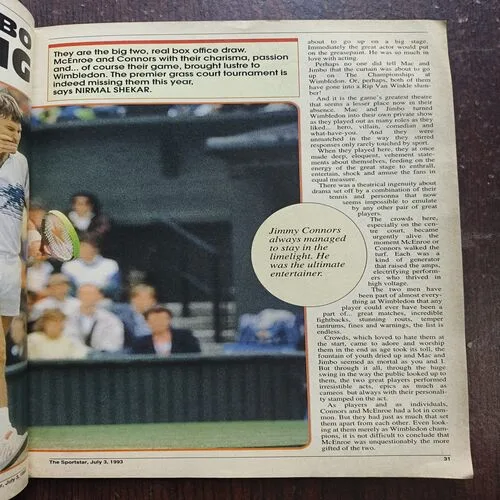 BO
G
They are the big two, real box office draw.
McEnroe and Connors with their charisma, passion
and... of course their game, brought lustre to
Wimbledon. The premier grass court tournament is
indeed missing them this year,
says NIRMAL SHEKAR.
Jimmy Connors
always managed
to stay in the
limelight. He
was the ultimate
entertainer.
about to go up on a big stage.
Immediately the great actor would put
on the greasepaint. He was so much in
love with acting.
Perhaps no one did tell Mac and
Jimbo that the curtain was about to go
up on The Championships at
Wimbledon. Or, perhaps, both of them
have gone into a Rip Van Winkle slum-
ber!
And it is the game's greatest theatre
that seems a lesser place now in their
absence. Mac and Jimbo turned
Wimbledon into their own private show
as they played out as many roles as they
liked... hero, villain, comedian and
what-have-you. And they were
unmatched in the way they stirred
responses only rarely touched by sport.
When they played here, they at once
made deep, eloquent, vehement state-
ments about themselves, feeding on the
energy of the great stage to enthrall,
entertain, shock and amuse the fans in
equal measure.
There was a theatrical ingenuity about
drama set off by a combination of their
tennis and persona that now
seems impossible to emulate
by any other pair of great
players.
The crowds here,
especially on the cen-
tre court, became
urgently alive the
moment McEnroe or
Connors walked the
turf. Each was a
kind of generator
that raised the amps,
electrifying perform-
ers who thrived in
high voltage.
The two men have
been part of almost every-
thing at Wimbledon that any
player could ever have been a
part of... great matches, incredible
fightbacks, stunning routs, temper
tantrums, fines and warnings, the list is
endless.
Crowds, which loved to hate them at
the start, came to adore and worship
them in the end as age took its toll, the
fountain of youth dried up and Mac and
Jimbo seemed as mortal as you and I.
But through it all, through the huge
swing in the way the public looked up to
them, the two great players performed
irresistible acts, epics as much as
cameos but always with their personali-
ty stamped on the act.
As players and as individuals,
Connors and McEnroe had a lot in com-
mon. But they had just as much that set
them apart from each other. Even look-
ing at them merely as Wimbledon cham-
pions, it is not difficult to conclude that
McEnroe was unquestionably the more
gifted of the two.
The Sportstar, July 3, 1993
31